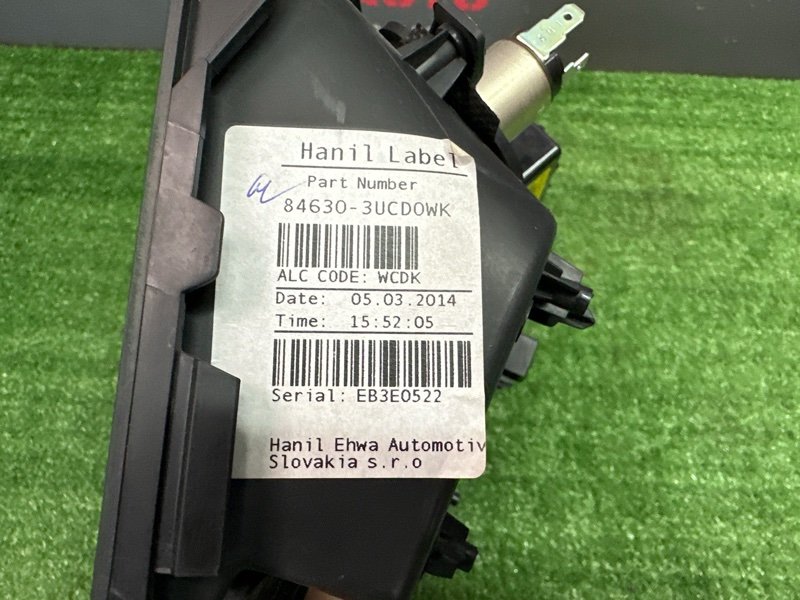 Hanil Label
Part Number
84630-3UCD0WK
ALC CODE: WCDK
Date: 05.03.2014
Time: 15:52:05
Serial: EB3E0522
Hanil Ehwa Automotiv
Slovakia s.r.o